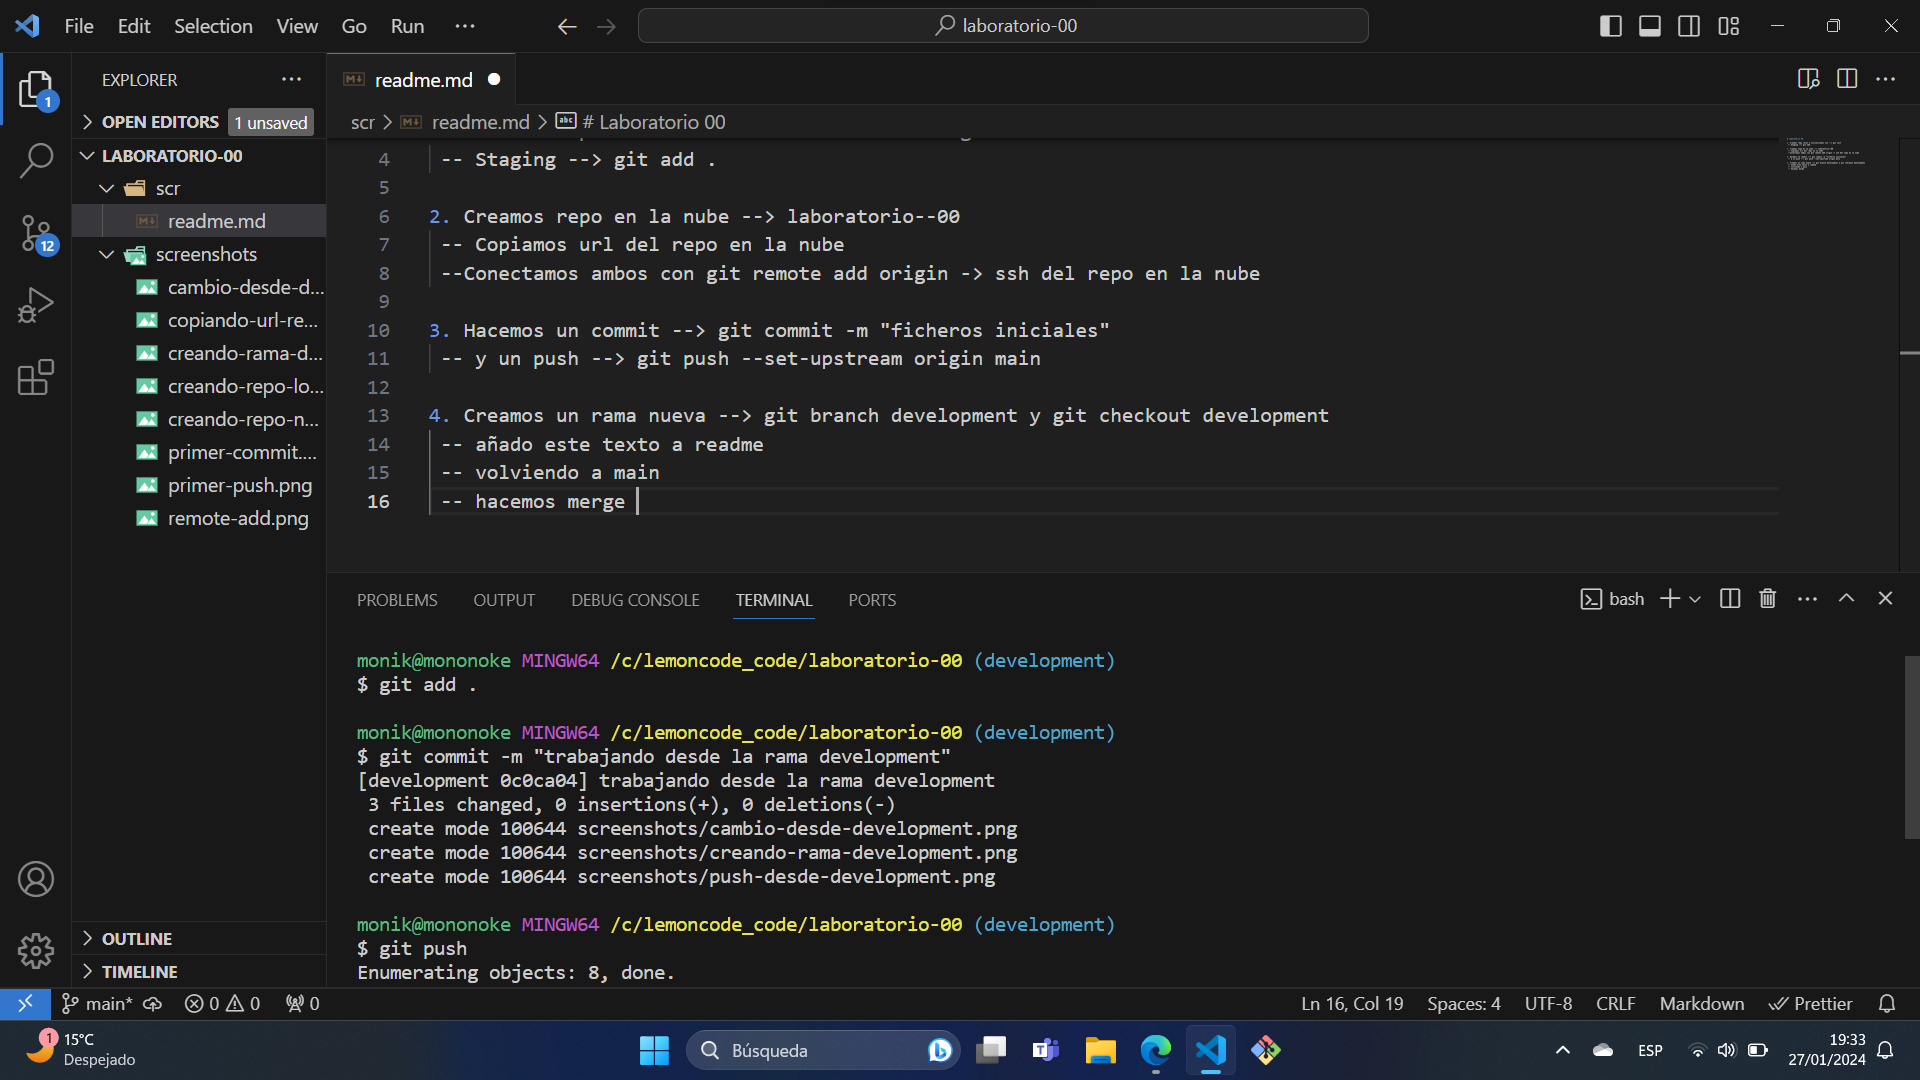 File Edit Selection View Go Run ···
laboratorio-00
EXPLORER
OPEN EDITORS 1 unsaved
LABORATORIO-00
scr
readme.md
screenshots
cambio-desde-d...
copiando-url-re...
creando-rama-d...
creando-repo-lo...
creando-repo-n...
primer-commit....
primer-push.png
remote-add.png
OUTLINE
TIMELINE
1
12
readme.md
scr > readme.md > # Laboratorio 00
4 -- Staging --> git add .
5
6 2. Creamos repo en la nube --> laboratorio--00
7 -- Copiamos url del repo en la nube
8 --Conectamos ambos con git remote add origin -> ssh del repo en la nube
9
10 3. Hacemos un commit --> git commit -m "ficheros iniciales"
11 -- y un push --> git push --set-upstream origin main
12
13 4. Creamos un rama nueva --> git branch development y git checkout development
14 -- añado este texto a readme
15 -- volviendo a main
16 -- hacemos merge
PROBLEMS OUTPUT DEBUG CONSOLE TERMINAL PORTS
bash
monik@mononoke MINGW64 /c/lemoncode_code/laboratorio-00 (development)
$ git add .
monik@mononoke MINGW64 /c/lemoncode_code/laboratorio-00 (development)
$ git commit -m "trabajando desde la rama development"
[development 0c0ca04] trabajando desde la rama development
3 files changed, 0 insertions(+), 0 deletions(-)
create mode 100644 screenshots/cambio-desde-development.png
create mode 100644 screenshots/creando-rama-development.png
create mode 100644 screenshots/push-desde-development.png
monik@mononoke MINGW64 /c/lemoncode_code/laboratorio-00 (development)
$ git push
Enumerating objects: 8, done.
main* 0 0 0
Ln 16, Col 19 Spaces: 4 UTF-8 CRLF Markdown Prettier
1 15°C
Despejado
Búsqueda
ESP
19:33
27/01/2024